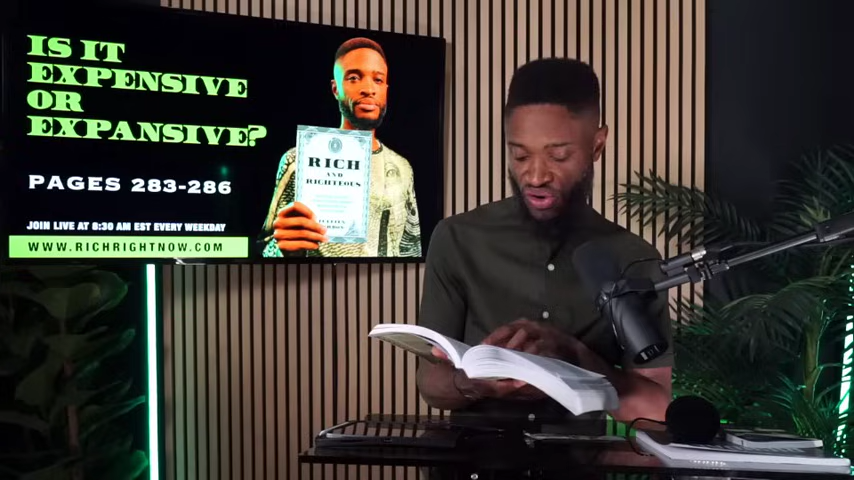 IS IT
EXPENSIVE
OR
EXPANSIVE?
PAGES 283-286
JOIN LIVE AT 8:30 AM EST EVERY WEEKDAY
WWW.RICHRIGHTNOW.COM
RICH
AND
RIGHTEOUS